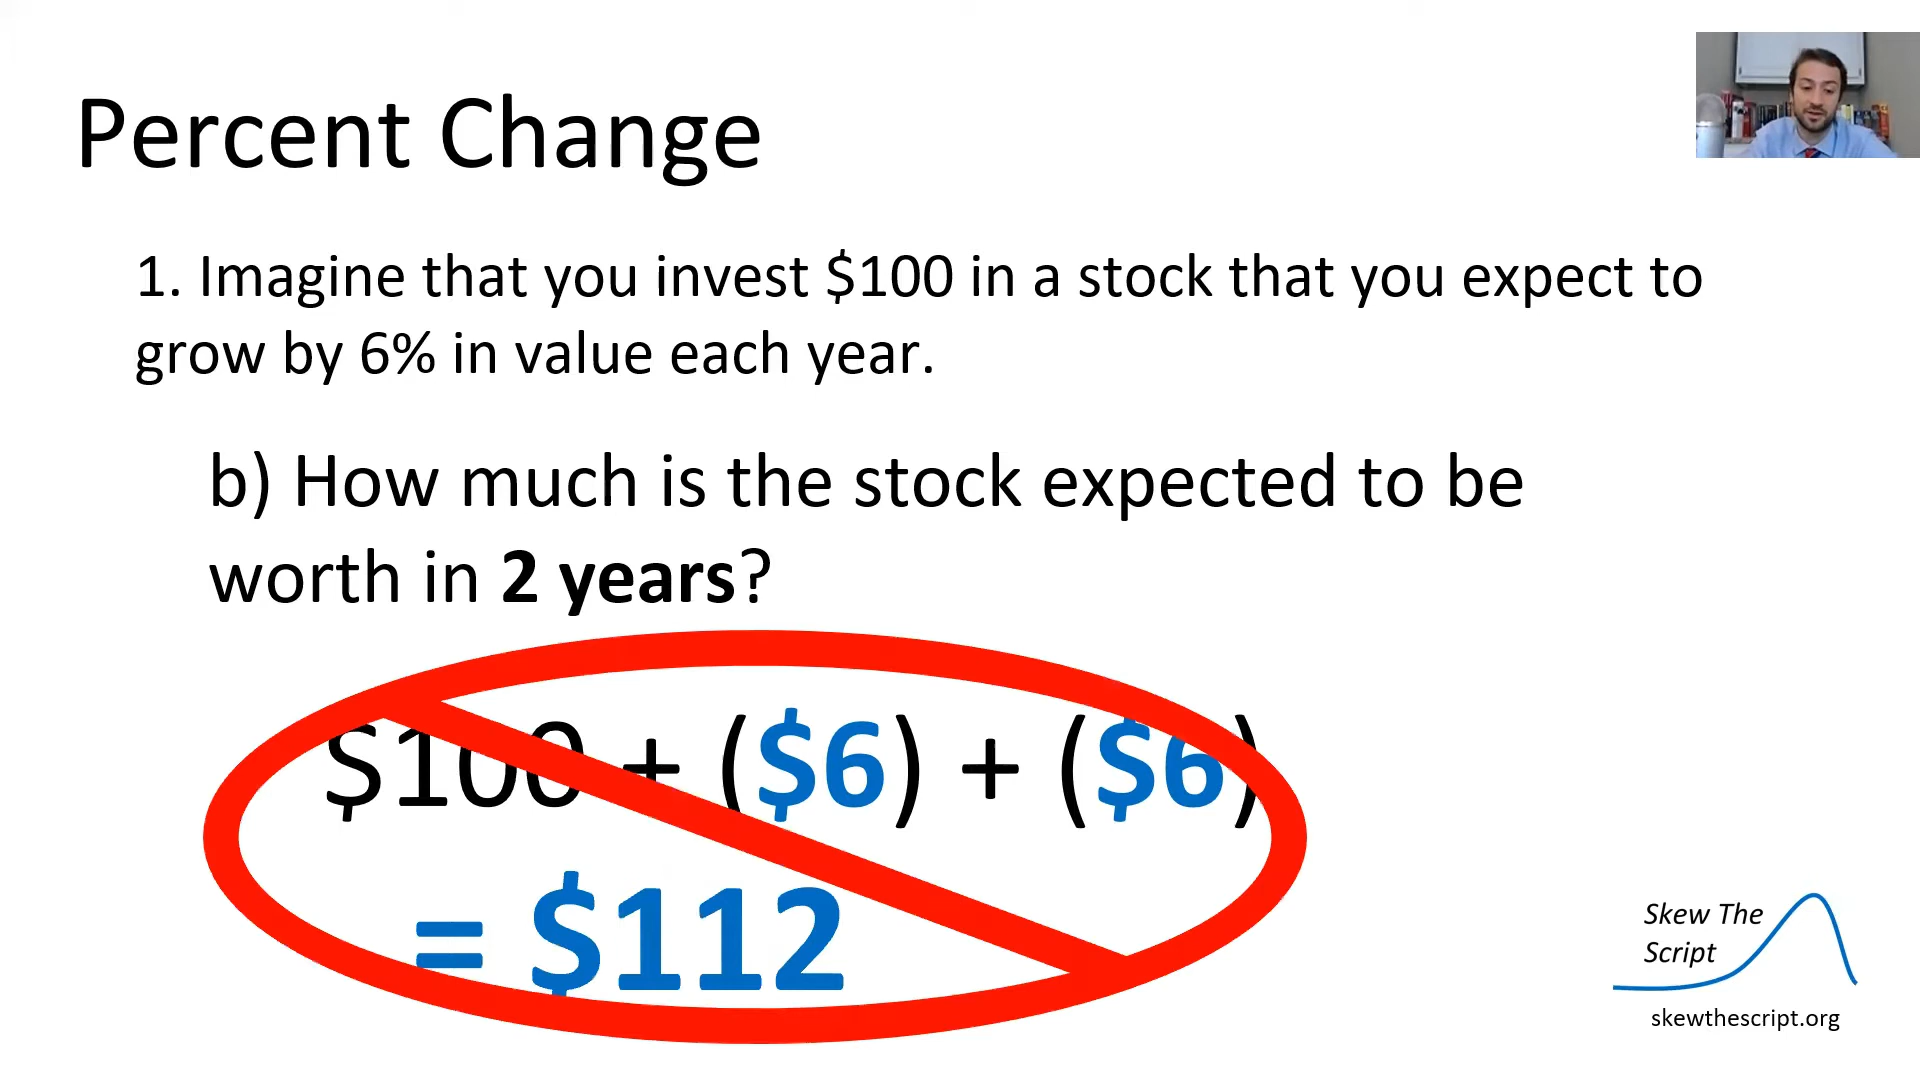 Percent Change
1. Imagine that you invest $100 in a stock that you expect to
grow by 6% in value each year.
b) How much is the stock expected to be
worth in 2 years?
$100 + ($6) + ($6)
= $112
Skew The
Script
skewthescript.org